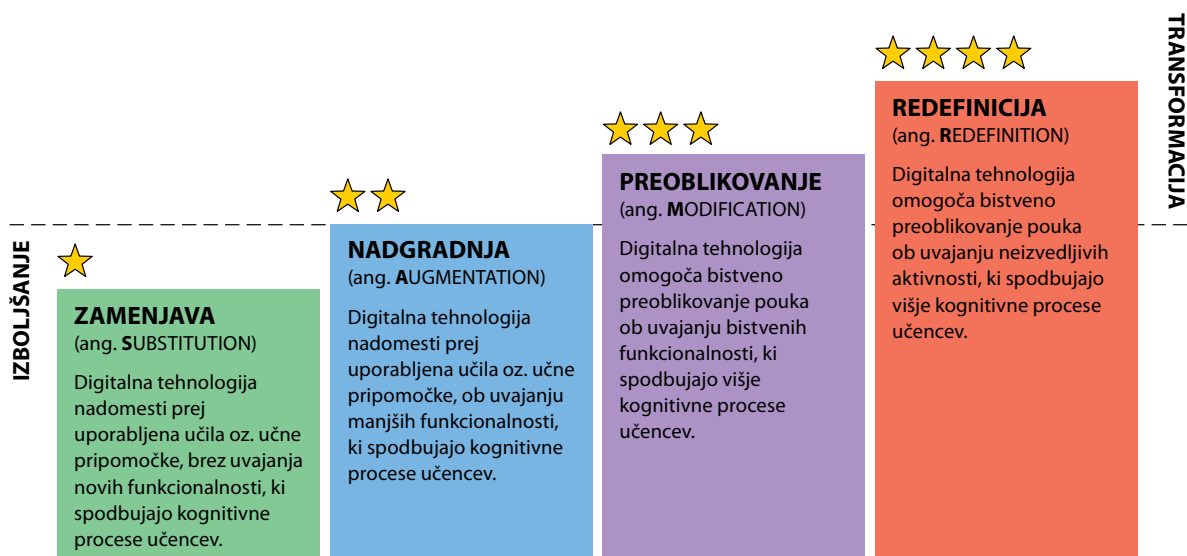 IZBOLJŠANJE
ZAMENJAVA
(ang. SUBSTITUTION)
Digitalna tehnologija
nadomesti prej
uporabljena učila oz. učne
pripomočke, brez uvajanja
novih funkcionalnosti, ki
spodbujajo kognitivne
procese učencev.
NADGRADNJA
(ang. AUGMENTATION)
Digitalna tehnologija
nadomesti prej
uporabljena učila oz. učne
pripomočke, ob uvajanju
manjših funkcionalnosti,
ki spodbujajo kognitivne
procese učencev.
PREOBLIKOVANJE
(ang. MODIFICATION)
Digitalna tehnologija
omogoča bistveno
preoblikovanje pouka
ob uvajanju bistvenih
funkcionalnosti, ki
spodbujajo višje
kognitivne procese
učencev.
REDEFINICIJA
(ang. REDEFINITION)
Digitalna tehnologija
omogoča bistveno
preoblikovanje pouka
ob uvajanju neizvedljivih
aktivnosti, ki spodbujajo
višje kognitivne procese
učencev.
TRANSFORMACIJA